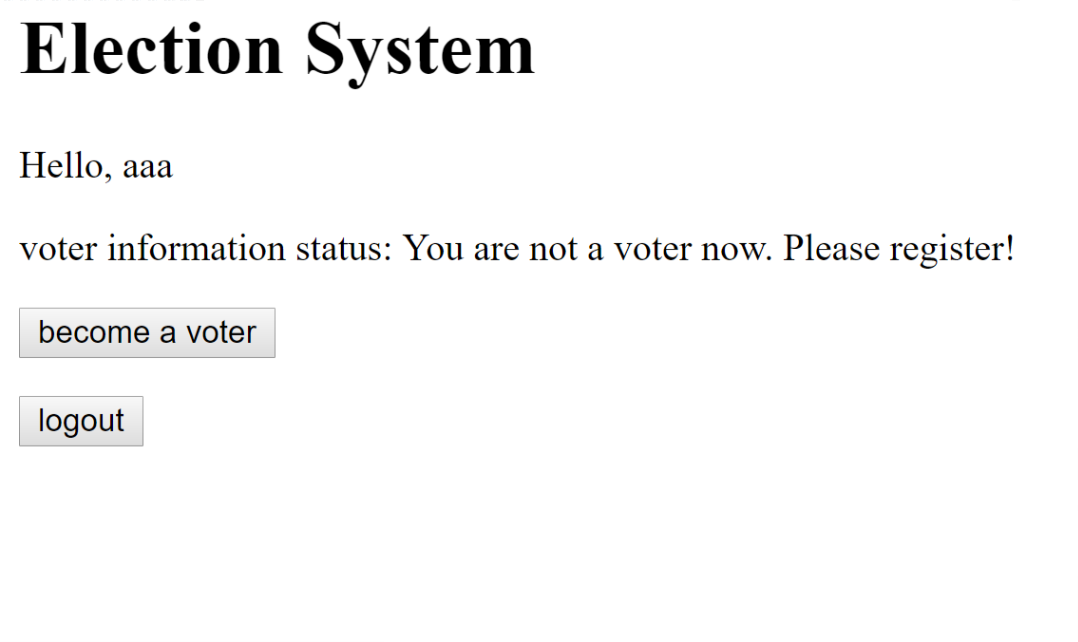 Election System
Hello, aaa
voter information status: You are not a voter now. Please register!
become a voter
logout